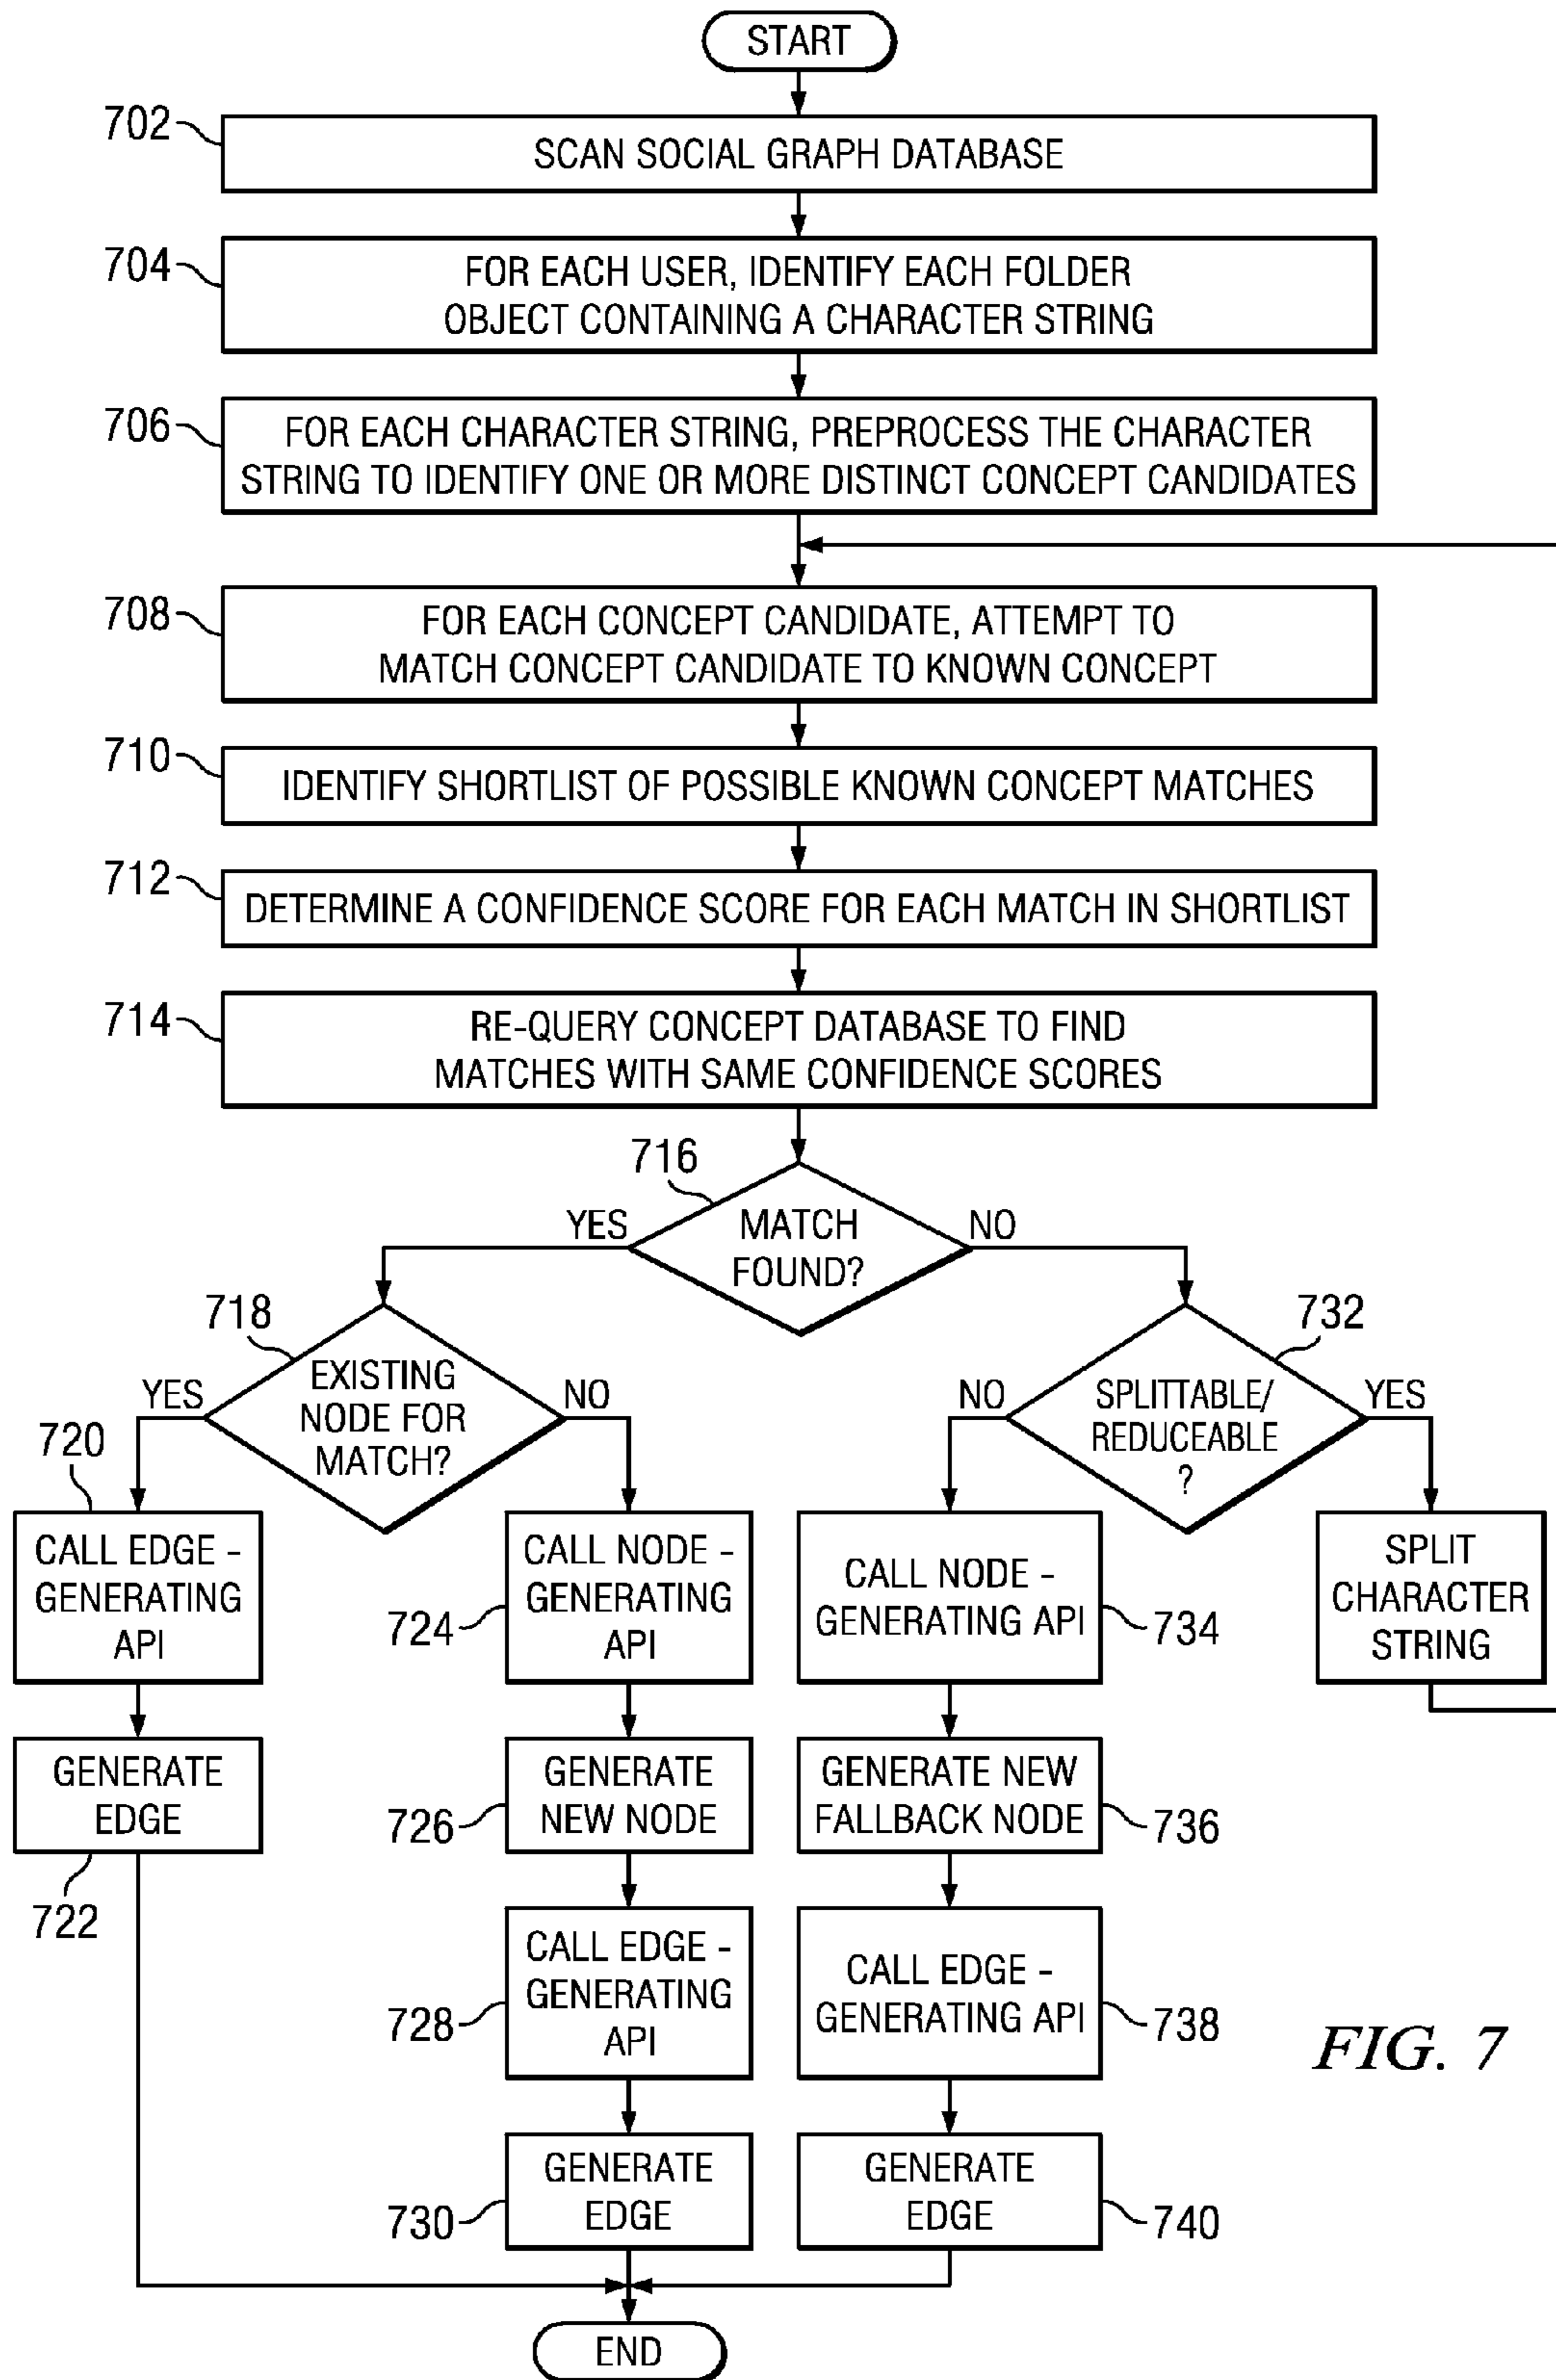 START
702
SCAN SOCIAL GRAPH DATABASE
704
FOR EACH USER, IDENTIFY EACH FOLDER
OBJECT CONTAINING A CHARACTER STRING
706
FOR EACH CHARACTER STRING, PREPROCESS THE CHARACTER
STRING TO IDENTIFY ONE OR MORE DISTINCT CONCEPT CANDIDATES
708
FOR EACH CONCEPT CANDIDATE, ATTEMPT TO
MATCH CONCEPT CANDIDATE TO KNOWN CONCEPT
710
IDENTIFY SHORTLIST OF POSSIBLE KNOWN CONCEPT MATCHES
712
DETERMINE A CONFIDENCE SCORE FOR EACH MATCH IN SHORTLIST
714
RE-QUERY CONCEPT DATABASE TO FIND
MATCHES WITH SAME CONFIDENCE SCORES
716
YES
MATCH
FOUND?
NO
718
YES
EXISTING
NODE FOR
MATCH?
NO
732
NO
SPLITTABLE/
REDUCEABLE
?
YES
720
CALL EDGE -
GENERATING
API
724
CALL NODE -
GENERATING
API
CALL NODE -
GENERATING API
734
SPLIT
CHARACTER
STRING
GENERATE
EDGE
722
726
GENERATE
NEW NODE
GENERATE NEW
FALLBACK NODE
736
728
CALL EDGE -
GENERATING
API
CALL EDGE -
GENERATING API
738
FIG. 7
730
GENERATE
EDGE
GENERATE
EDGE
740
END